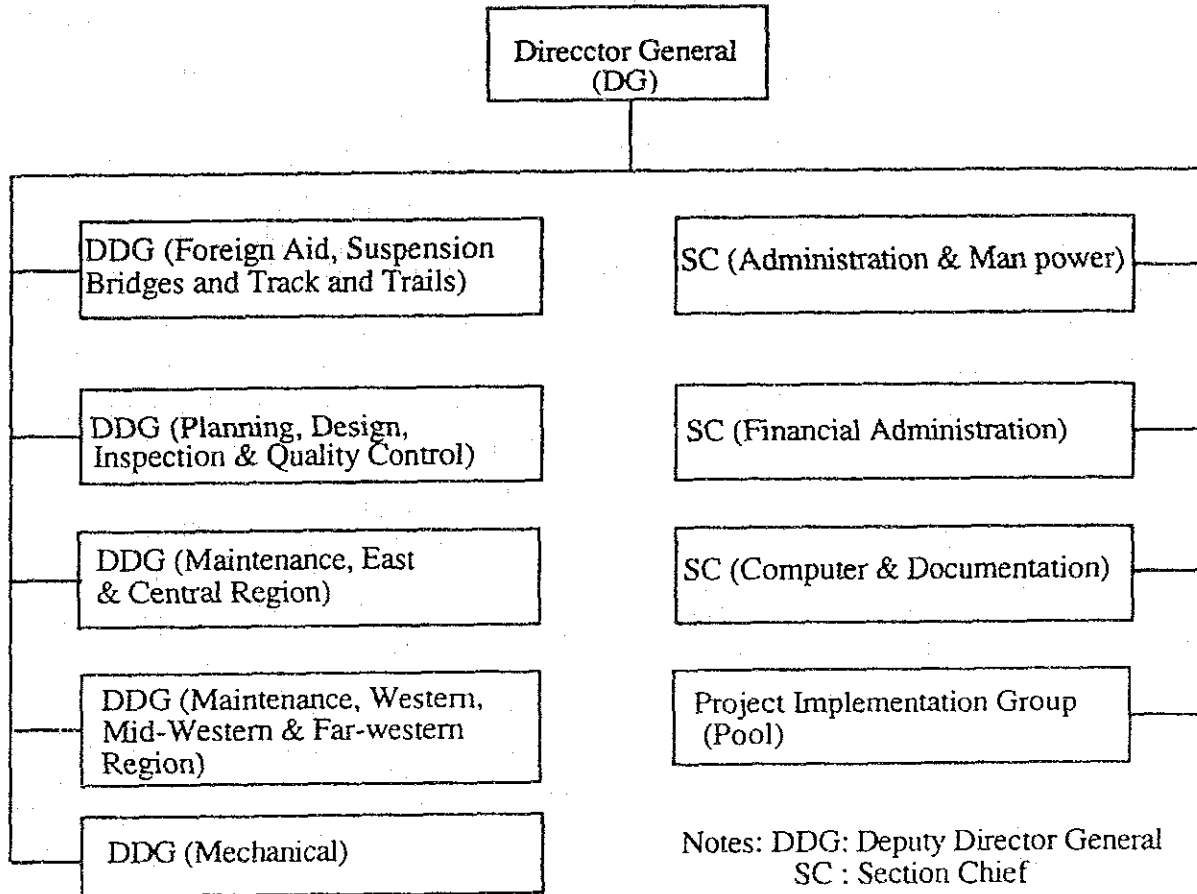 Direcctor General
(DG)
DDG (Foreign Aid, Suspension
Bridges and Track and Trails)
DDG (Planning, Design,
Inspection & Quality Control)
DDG (Maintenance, East
& Central Region)
DDG (Maintenance, Western,
Mid-Western & Far-western
Region)
DDG (Mechanical)
SC (Administration & Man power)
SC (Financial Administration)
SC (Computer & Documentation)
Project Implementation Group
(Pool)
Notes: DDG: Deputy Director General
SC : Section Chief